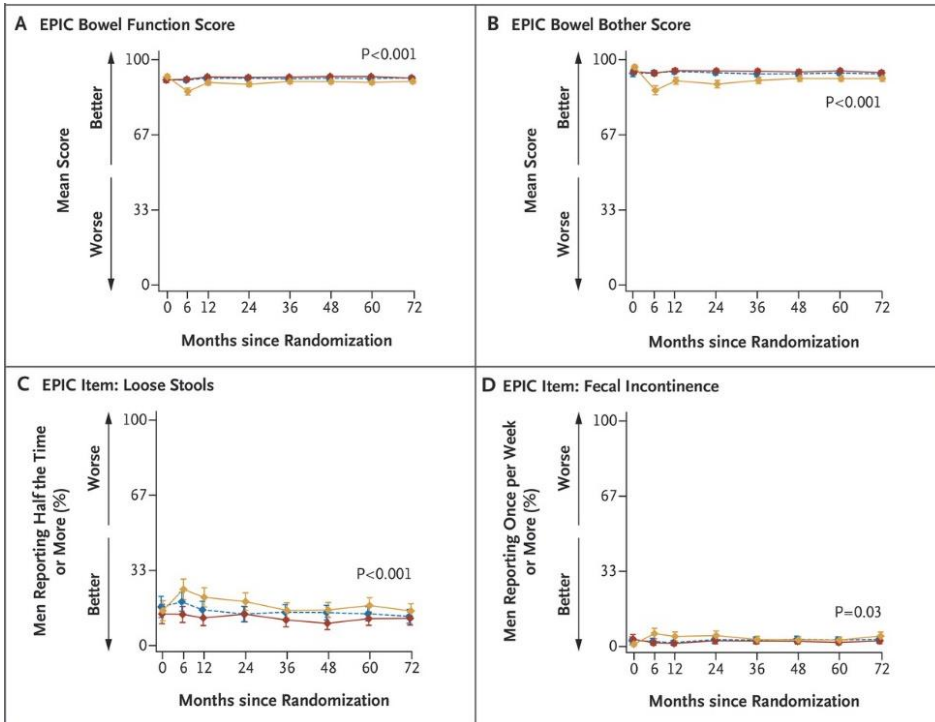 A EPIC Bowel Function Score
P<0.001
100
67
33
0
Better
Worse
Mean Score
0 6 12 24 36 48 60 72
Months since Randomization
B EPIC Bowel Bother Score
P<0.001
100
67
33
0
Better
Worse
Mean Score
0 6 12 24 36 48 60 72
Months since Randomization
C EPIC Item: Loose Stools
P<0.001
100
67
33
0
Worse
Better
Men Reporting Half the Time
or More (%)
0 6 12 24 36 48 60 72
Months since Randomization
D EPIC Item: Fecal Incontinence
P=0.03
100
67
33
0
Worse
Better
Men Reporting Once per Week
or More (%)
0 6 12 24 36 48 60 72
Months since Randomization